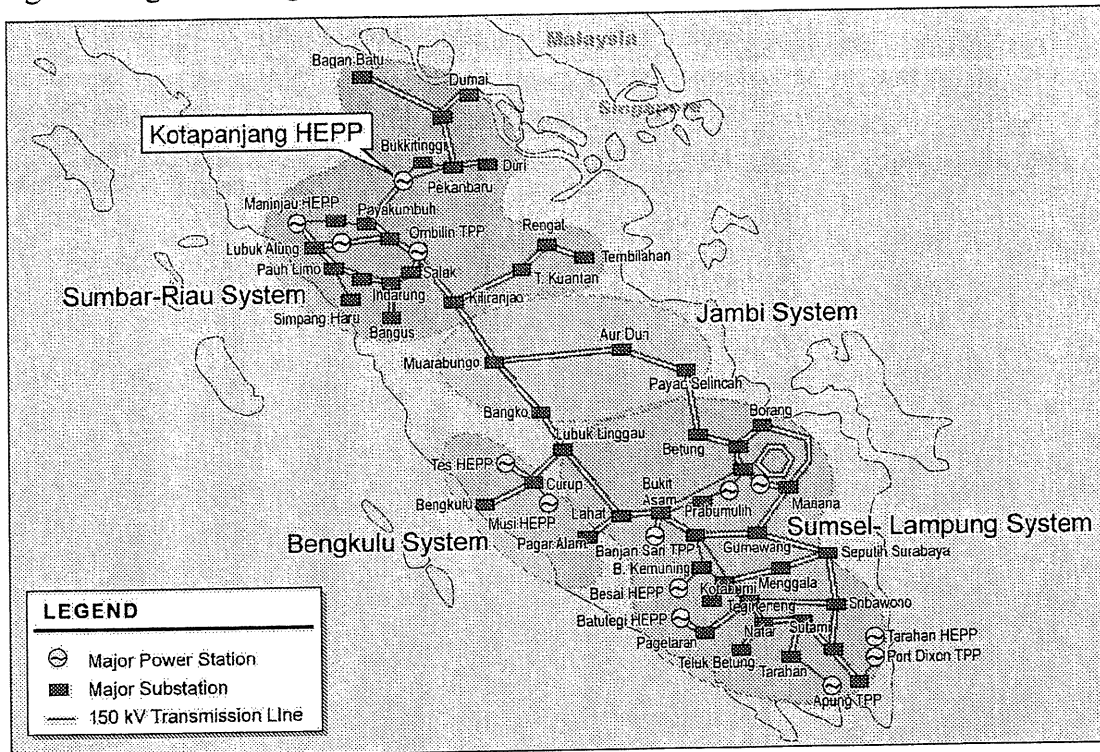 Malaysia
Bagan Batu
Dumai
Singapore
Kotapanjang HEPP
Bukkittinggi
Duri
Pekanbaru
Maninjau HEPP
Payakumbuh
Ombilin TPP
Rengat
Lubuk Alung
Tembilahan
Pauh Limo
Salak
T. Kuantan
Sumbar-Riau System
Indarung
Kiliranjao
Simpang Haru
Bangus
Jambi System
Aur Duri
Muarabungo
Payac Selincah
Bangko
Borang
Lubuk Linggau
Betung
Tes HEPP
Curup
Bukit
Asam
Bengkulu
Musi HEPP
Lahat
Prabumulih
Mariana
Bengkulu System
Pagar Alam
Banjan Sari TPP
Gumawang
Sumsel- Lampung System
Seputih Surabaya
B. Kemuning
Menggala
Besai HEPP
Kotabumi
Tegineneng
Sribawono
Batutegi HEPP
Natar
Sutami
Tarahan HEPP
Pagelaran
Teluk Betung
Tarahan
Port Dixon TPP
Apung TPP
LEGEND
Major Power Station
Major Substation
150 kV Transmission LIne